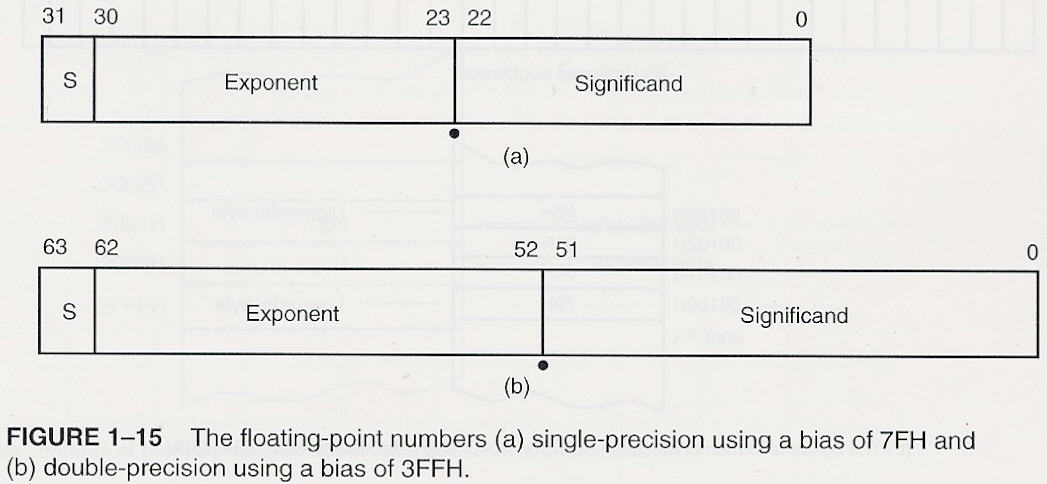 31 30 23 22 0
S Exponent Significand
(a)
63 62 52 51 0
S Exponent Significand
(b)
FIGURE 1–15 The floating-point numbers (a) single-precision using a bias of 7FH and
(b) double-precision using a bias of 3FFH.